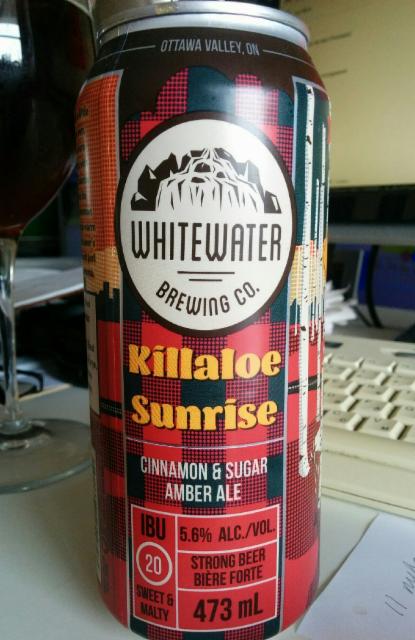 OTTAWA VALLEY, ON
WHITEWATER
BREWING CO.
Killaloe
Sunrise
CINNAMON & SUGAR
AMBER ALE
IBU
20
SWEET &
MALTY
5.6% ALC./VOL.
STRONG BEER
BIÈRE FORTE
473 mL